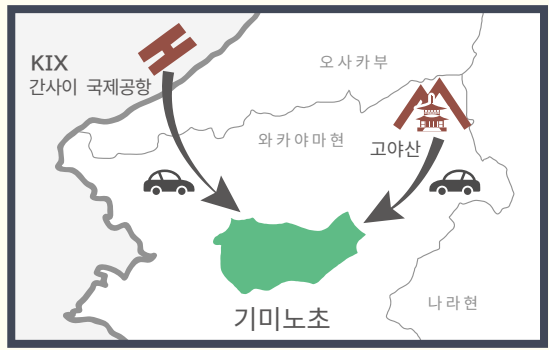 KIX
간사이 국제공항
오사카부
와카야마현
고야산
나라현
기미노초